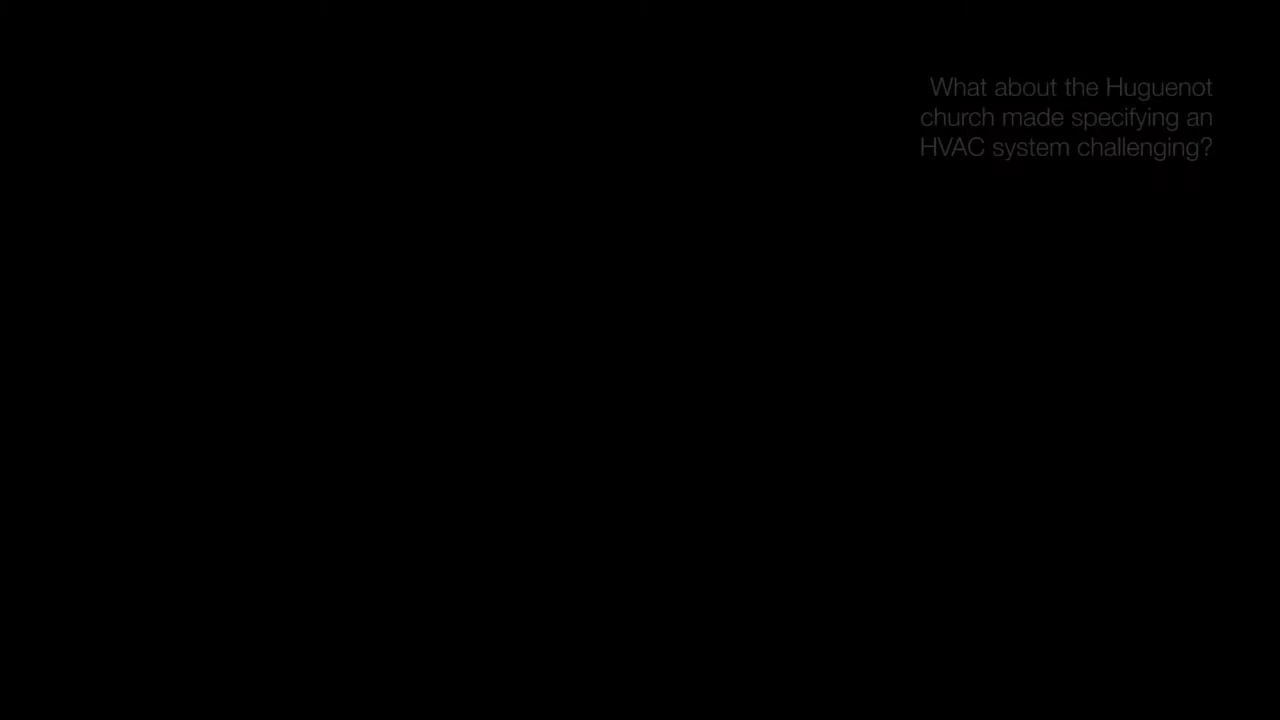 What about the Huguenot
church made specifying an
HVAC system challenging?